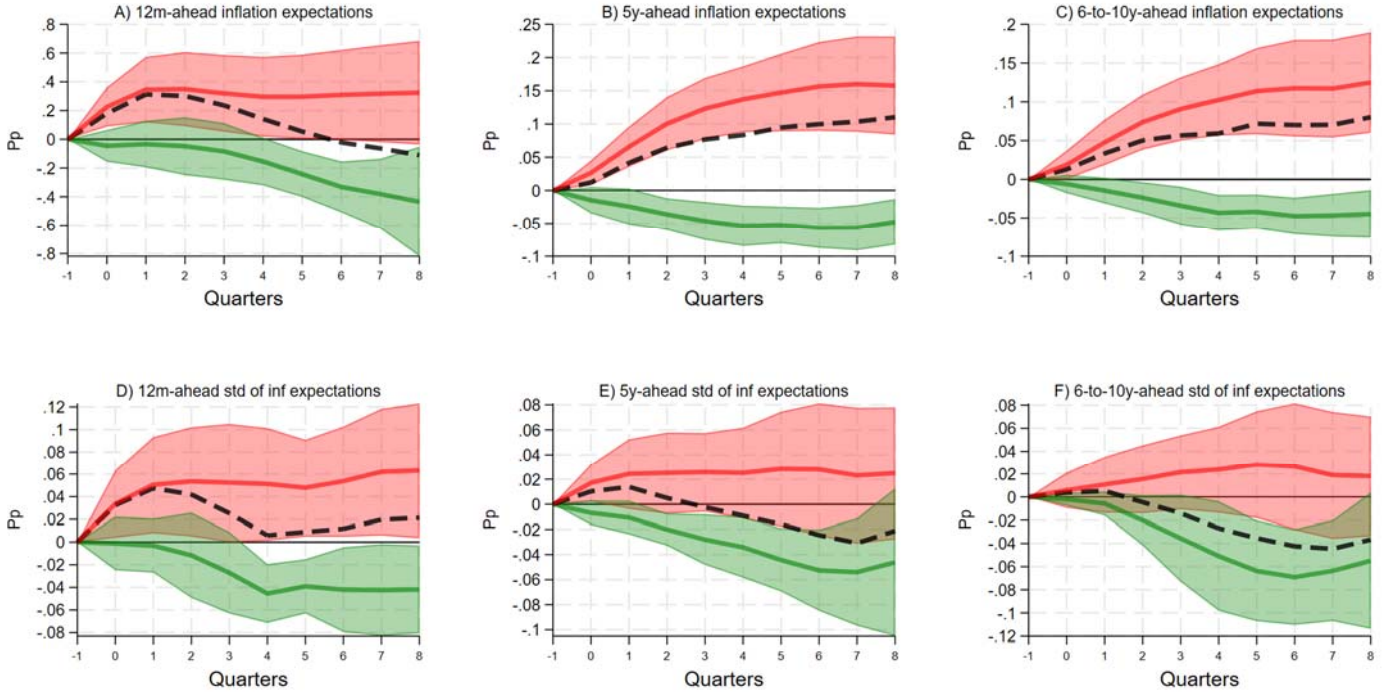 A) 12m-ahead inflation expectations
.8
.6
.4
.2
0
-.2
-.4
-.6
-.8
Pp
-1 0 1 2 3 4 5 6 7 8
Quarters
B) 5y-ahead inflation expectations
.25
.2
.15
.1
.05
0
-.05
-.1
Pp
-1 0 1 2 3 4 5 6 7 8
Quarters
C) 6-to-10y-ahead inflation expectations
.2
.15
.1
.05
0
-.05
-.1
Pp
-1 0 1 2 3 4 5 6 7 8
Quarters
D) 12m-ahead std of inf expectations
.12
.1
.08
.06
.04
.02
0
-.02
-.04
-.06
-.08
Pp
-1 0 1 2 3 4 5 6 7 8
Quarters
E) 5y-ahead std of inf expectations
.08
.06
.04
.02
0
-.02
-.04
-.06
-.08
-.1
Pp
-1 0 1 2 3 4 5 6 7 8
Quarters
F) 6-to-10y-ahead std of inf expectations
.08
.06
.04
.02
0
-.02
-.04
-.06
-.08
-.1
-.12
Pp
-1 0 1 2 3 4 5 6 7 8
Quarters